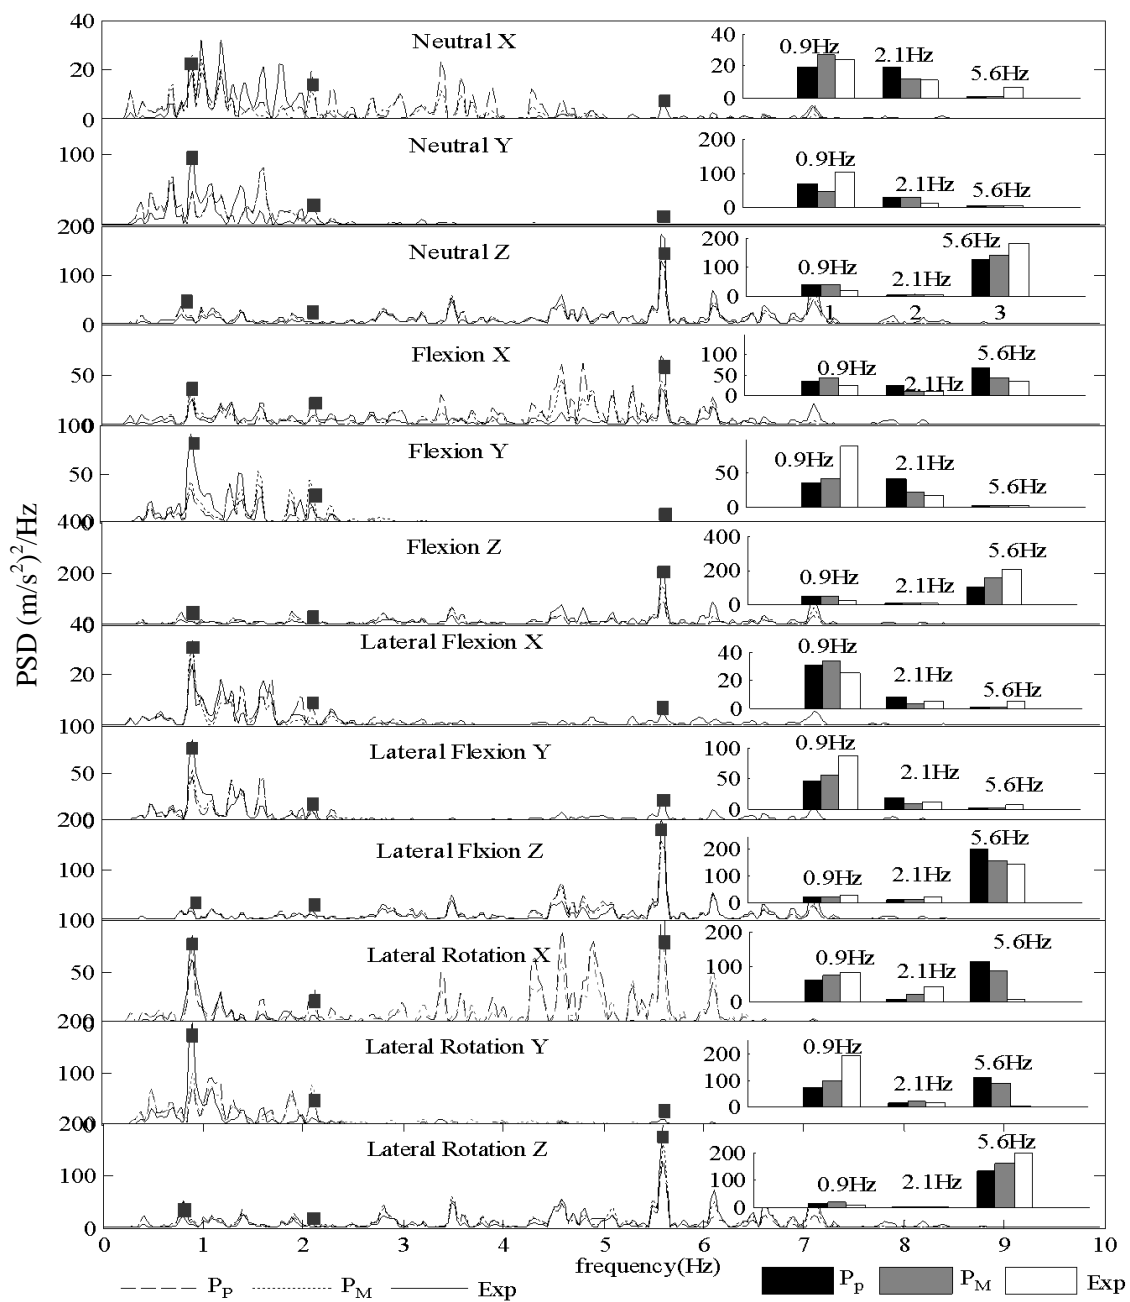 PSD (m/s²)²/Hz
40
20
0
Neutral X
40
20
0
0.9Hz
2.1Hz
5.6Hz
100
0
Neutral Y
200
100
0
0.9Hz
2.1Hz
5.6Hz
200
100
0
Neutral Z
200
100
0
0.9Hz
2.1Hz
5.6Hz
1
2
3
50
Flexion X
100
50
0
0.9Hz
2.1Hz
5.6Hz
100
50
Flexion Y
50
0
0.9Hz
2.1Hz
5.6Hz
400
200
Flexion Z
400
200
0
0.9Hz
2.1Hz
5.6Hz
40
20
Lateral Flexion X
40
20
0
0.9Hz
2.1Hz
5.6Hz
100
50
Lateral Flexion Y
100
50
0
0.9Hz
2.1Hz
5.6Hz
200
100
Lateral Flxion Z
200
100
0
0.9Hz
2.1Hz
5.6Hz
100
50
Lateral Rotation X
200
100
0
0.9Hz
2.1Hz
5.6Hz
200
100
Lateral Rotation Y
200
100
0
0.9Hz
2.1Hz
5.6Hz
200
100
0
Lateral Rotation Z
200
100
0
0.9Hz
2.1Hz
5.6Hz
0 1 2 3 4 5 6 7 8 9 10
frequency(Hz)
P_P P_M Exp
P_p P_M Exp